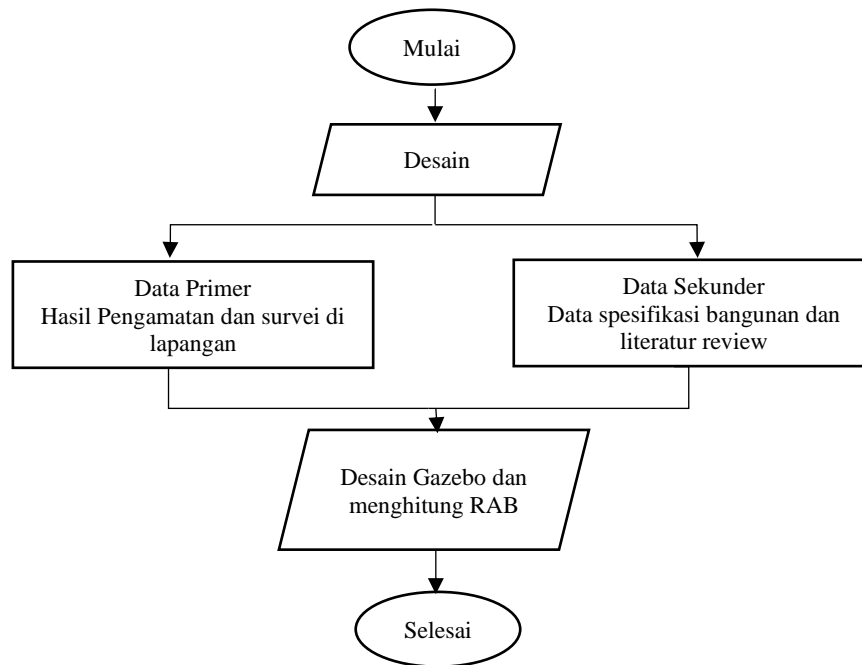 Mulai
Desain
Data Primer
Hasil Pengamatan dan survei di
lapangan
Data Sekunder
Data spesifikasi bangunan dan
literatur review
Desain Gazebo dan
menghitung RAB
Selesai